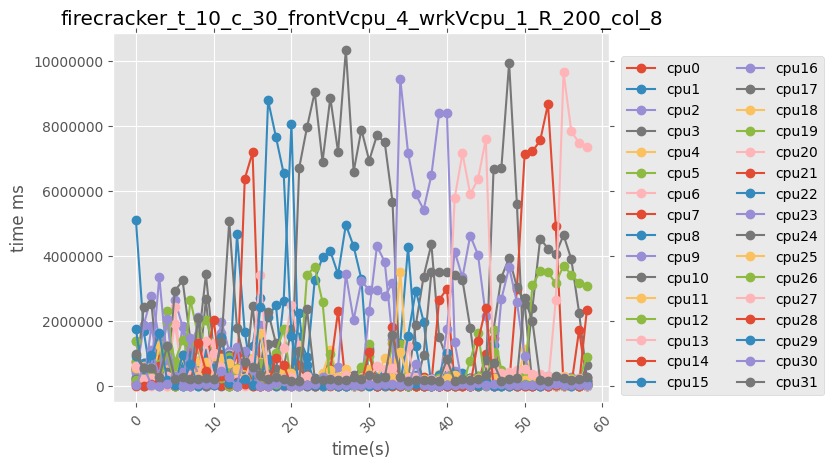 firecracker_t_10_c_30_frontVcpu_4_wrkVcpu_1_R_200_col_8
time ms
10000000
8000000
6000000
4000000
2000000
0
0
10
20
30
40
50
60
time(s)
cpu0
cpu1
cpu2
cpu3
cpu4
cpu5
cpu6
cpu7
cpu8
cpu9
cpu10
cpu11
cpu12
cpu13
cpu14
cpu15
cpu16
cpu17
cpu18
cpu19
cpu20
cpu21
cpu22
cpu23
cpu24
cpu25
cpu26
cpu27
cpu28
cpu29
cpu30
cpu31